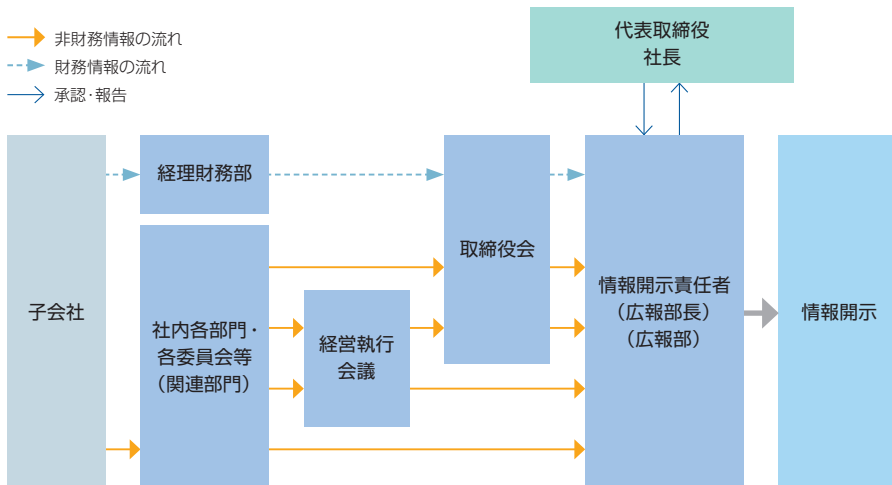 非財務情報の流れ
財務情報の流れ
承認・報告
代表取締役
社長
子会社
経理財務部
社内各部門・
各委員会等
（関連部門）
経営執行
会議
取締役会
情報開示責任者
（広報部長）
（広報部）
情報開示